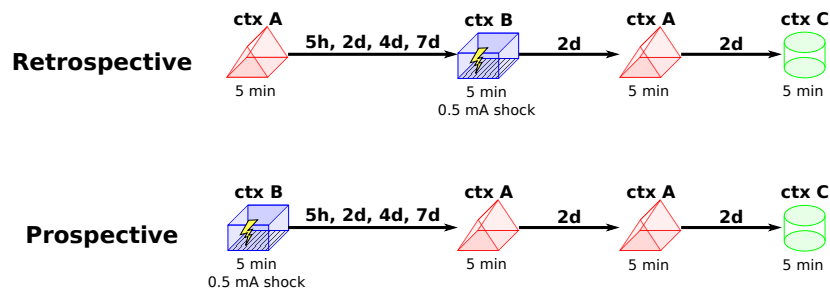 ctx A
ctx B
ctx A
ctx C
5h, 2d, 4d, 7d
2d
2d
Retrospective
5 min
5 min
5 min
5 min
0.5 mA shock
ctx B
ctx A
ctx A
ctx C
5h, 2d, 4d, 7d
2d
2d
Prospective
5 min
5 min
5 min
5 min
0.5 mA shock